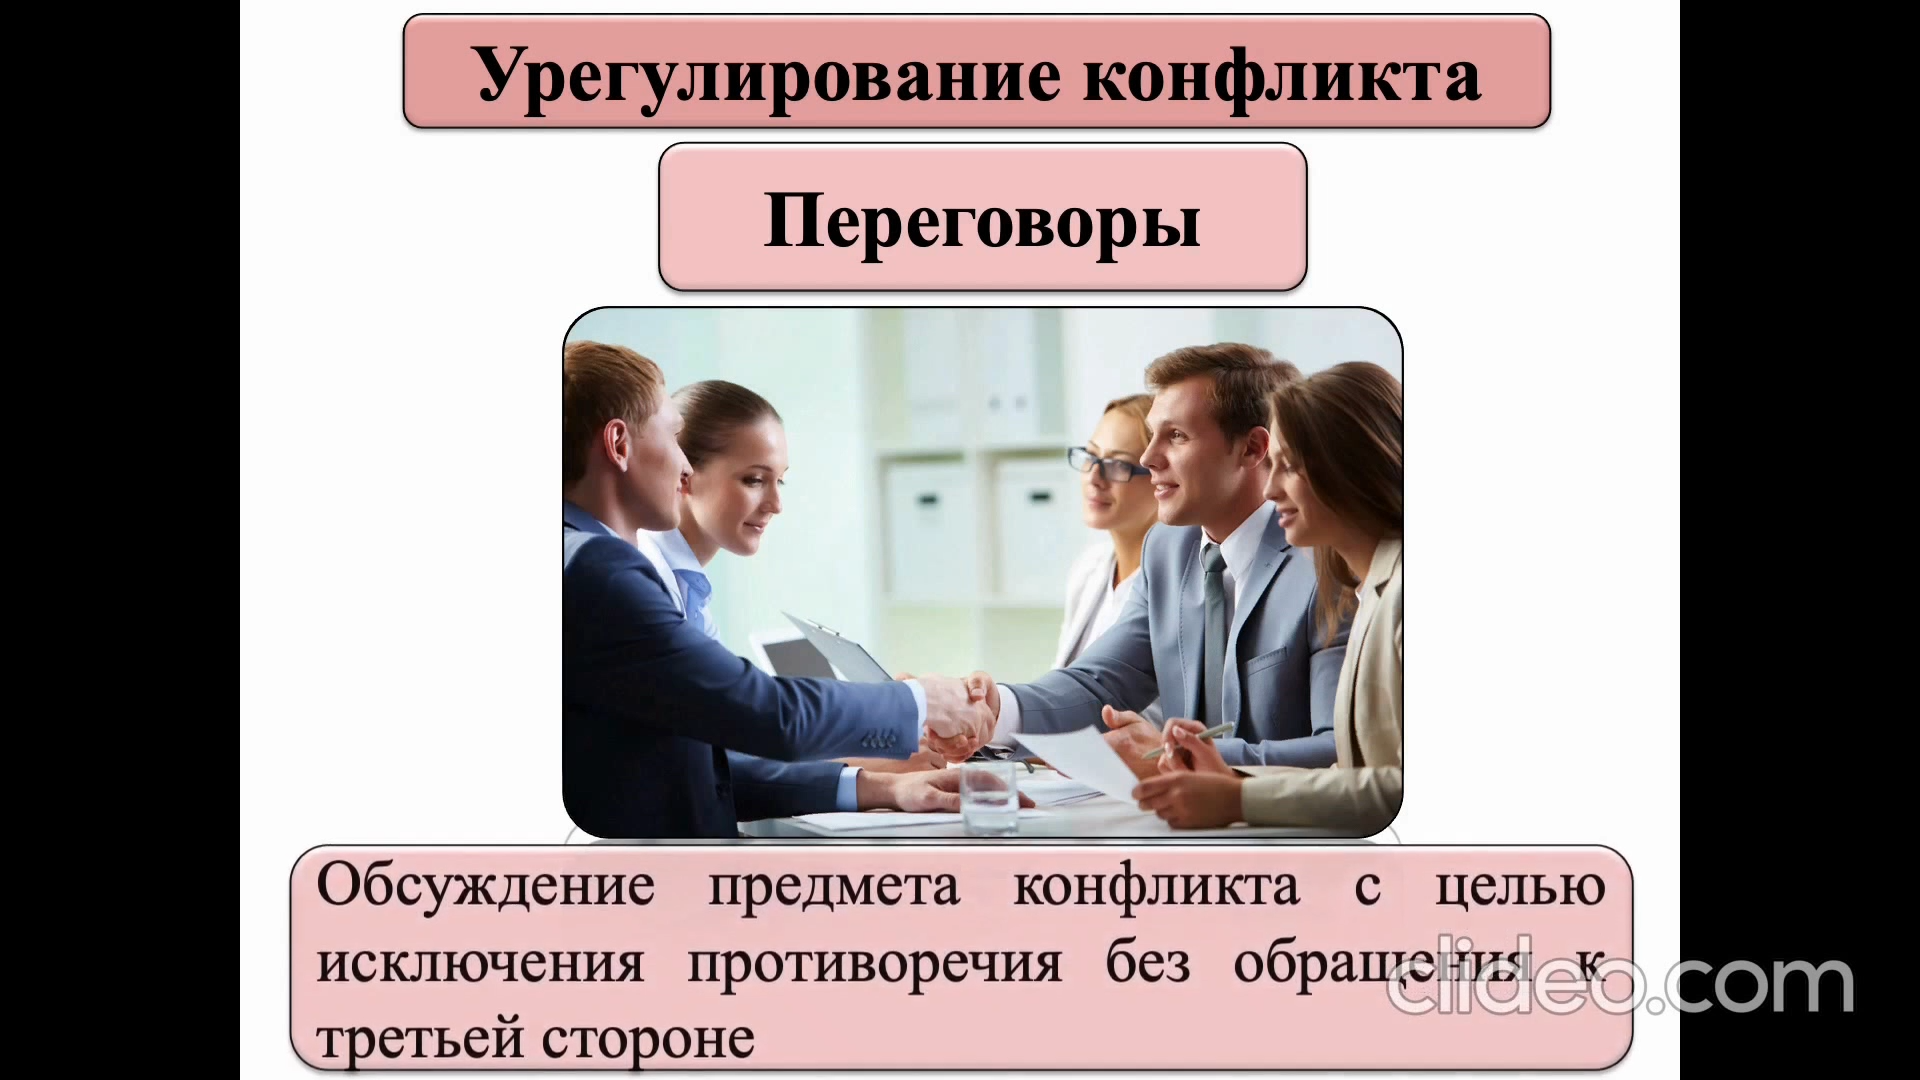 Урегулирование конфликта
Переговоры
Обсуждение предмета конфликта с целью
исключения противоречия без обращения к
третьей стороне
clideo.com